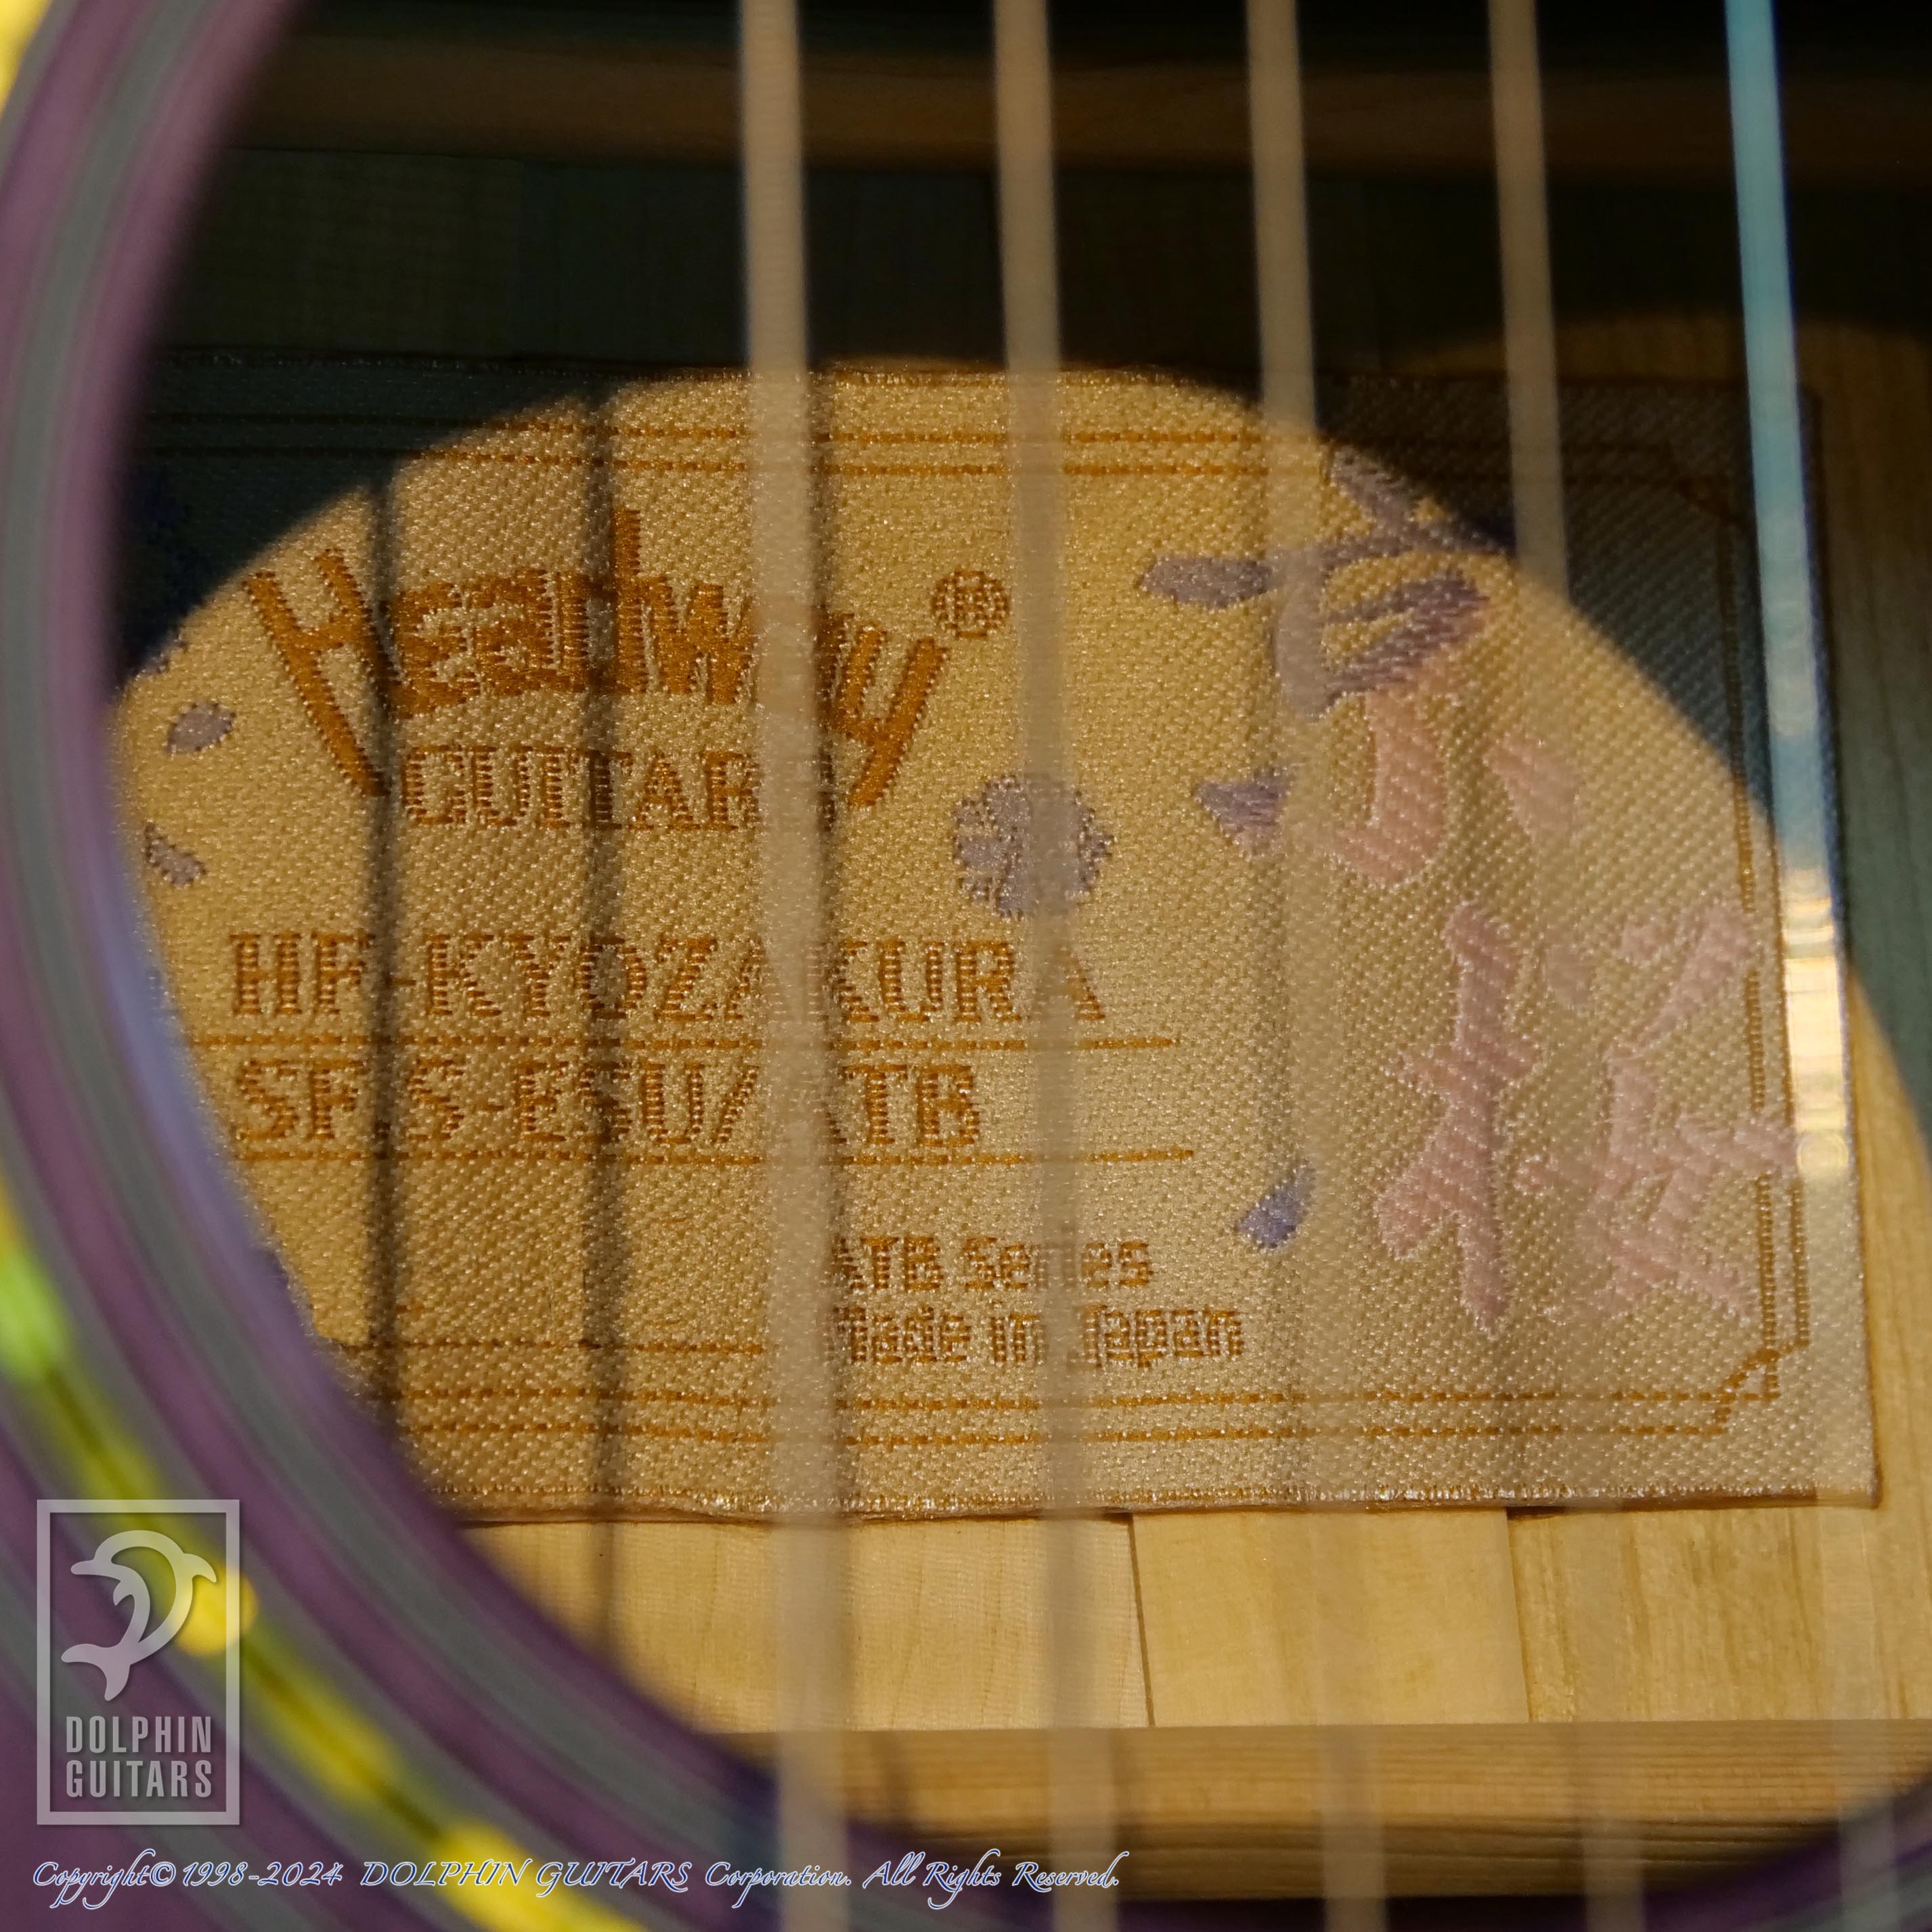 Headway®
GUITARS
HF-KYOZAKURA
SF,S-ESU/ATB
ATB Series
Made in Japan
DOLPHIN
GUITARS
Copyright© 1998-2024 DOLPHIN GUITARS Corporation. All Rights Reserved.